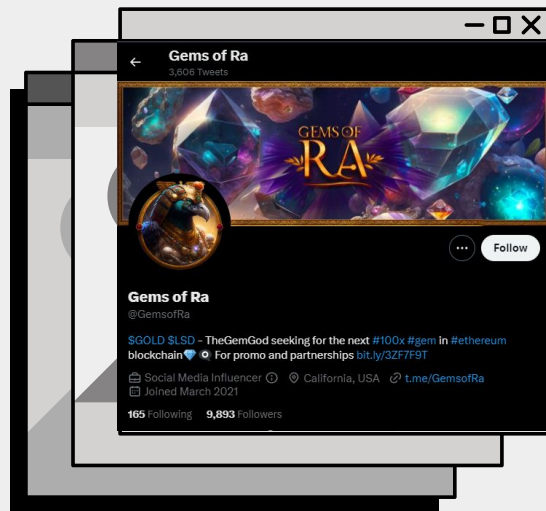 Gems of Ra
3,606 Tweets
GEMS OF
RA
Follow
Gems of Ra
@GemsofRa
$GOLD $LSD - TheGemGod seeking for the next #100x #gem in #ethereum
blockchain💎 👁 For promo and partnerships bit.ly/3ZF7F9T
Social Media Influencer California, USA t.me/GemsofRa
Joined March 2021
165 Following 9,893 Followers